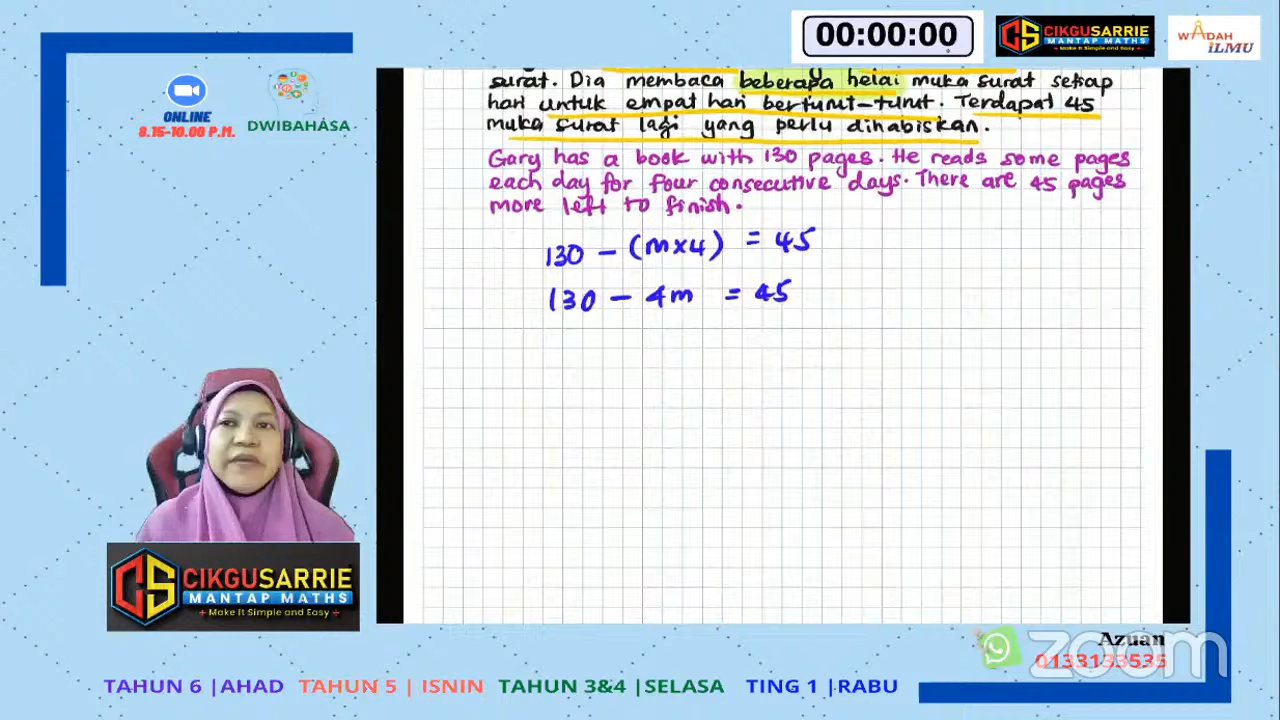 00:00:00
CS CIKGUSARRIE
MANTAP MATHS
Make It Simple and Easy
WADAH
ILMU
ONLINE
8.15-10.00 P.M.
DWIBAHASA
surat. Dia membaca beberapa helai muka surat setiap
hari untuk empat hari berturut-turut. Terdapat 45
muka surat lagi yang perlu dihabiskan.
Gary has a book with 130 pages. He reads some pages
each day for four consecutive days. There are 45 pages
more left to finish.
130 - (m×4) = 45
130 - 4m = 45
CS CIKGUSARRIE
MANTAP MATHS
+ Make It Simple and Easy +
Azuan
zoom
0133133535
TAHUN 6 |AHAD TAHUN 5 | ISNIN TAHUN 3&4 |SELASA TING 1 |RABU